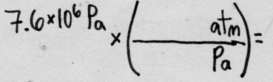 7.6×10⁶ Pa × ( atm / Pa ) =